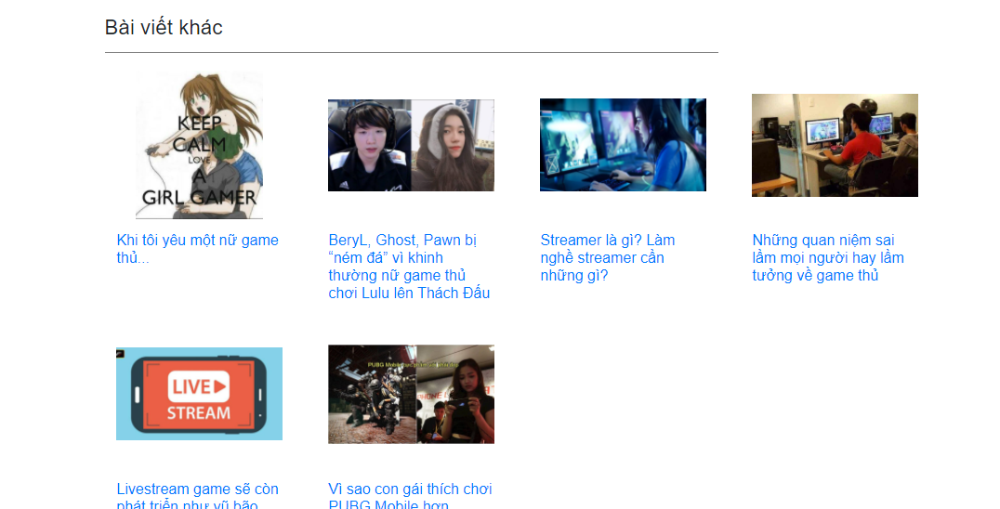 Bài viết khác
KEEP
CALM
LOVE
A
GIRL GAMER
Khi tôi yêu một nữ game
thủ...
BeryL, Ghost, Pawn bị
“ném đá” vì khinh
thường nữ game thủ
chơi Lulu lên Thách Đấu
Streamer là gì? Làm
nghề streamer cần
những gì?
Những quan niệm sai
lầm mọi người hay lầm
tưởng về game thủ
LIVE
STREAM
Livestream game sẽ còn
phát triển như vũ bão
PUBG Mobile
Vì sao con gái thích chơi
PUBG Mobile hơn